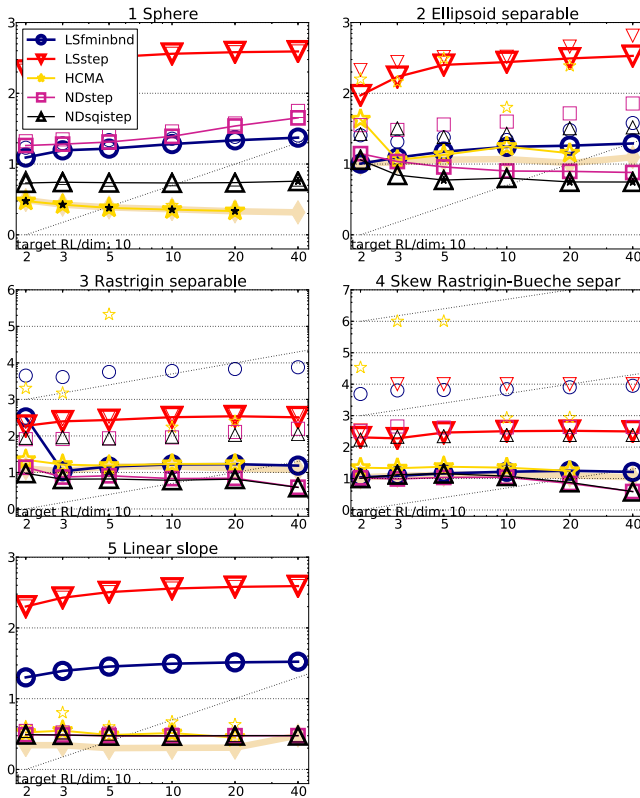 1 Sphere
3
2
1
0
LSfminbnd
LSstep
HCMA
NDstep
NDsqistep
target RL/dim: 10
2 3 5 10 20 40
2 Ellipsoid separable
3
2
1
0
target RL/dim: 10
2 3 5 10 20 40
3 Rastrigin separable
6
5
4
3
2
1
0
target RL/dim: 10
2 3 5 10 20 40
4 Skew Rastrigin-Bueche separ
7
6
5
4
3
2
1
0
target RL/dim: 10
2 3 5 10 20 40
5 Linear slope
3
2
1
0
target RL/dim: 10
2 3 5 10 20 40